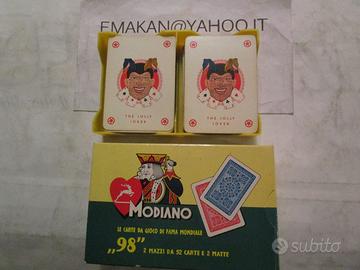 EMAKAN@YAHOO.IT
THE JOLLY
JOKER
THE JOLLY
JOKER
MODIANO
LE CARTE DA GIOCO DI FAMA MONDIALE
„98”
2 MAZZI DA 52 CARTE E 2 MATTE
subito